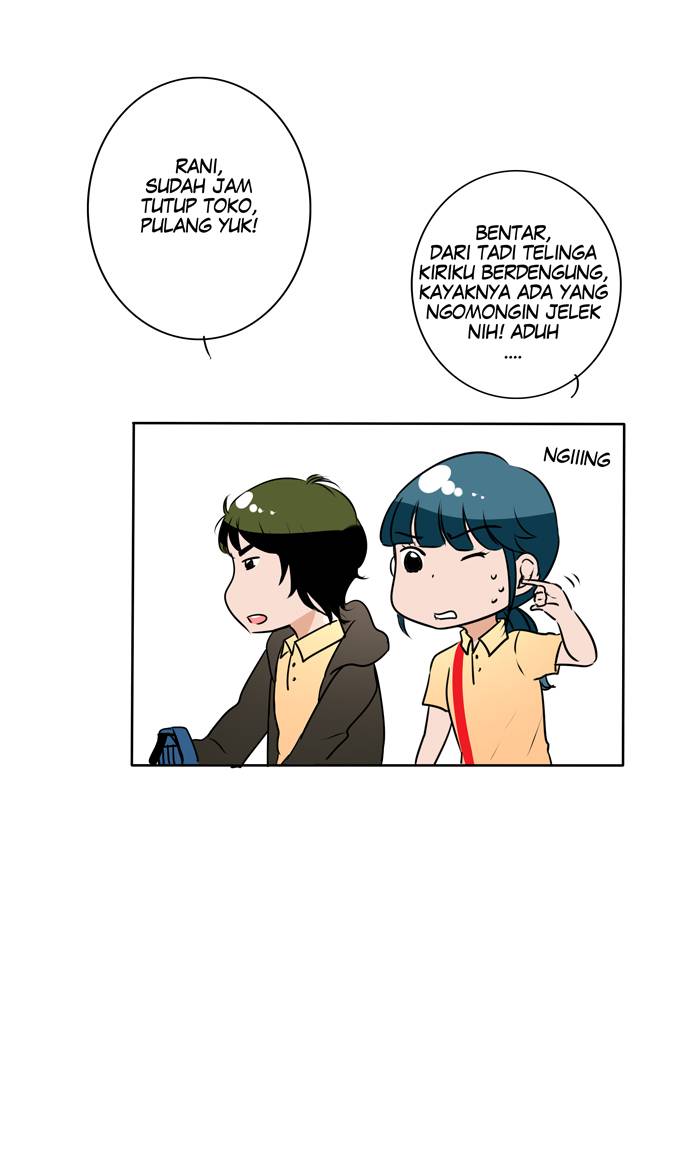 RANI,
SUDAH JAM
TUTUP TOKO,
PULANG YUK!
BENTAR,
DARI TADI TELINGA
KIRIKU BERDENGUNG,
KAYAKNYA ADA YANG
NGOMONGIN JELEK
NIH! ADUH
....
NGIIING